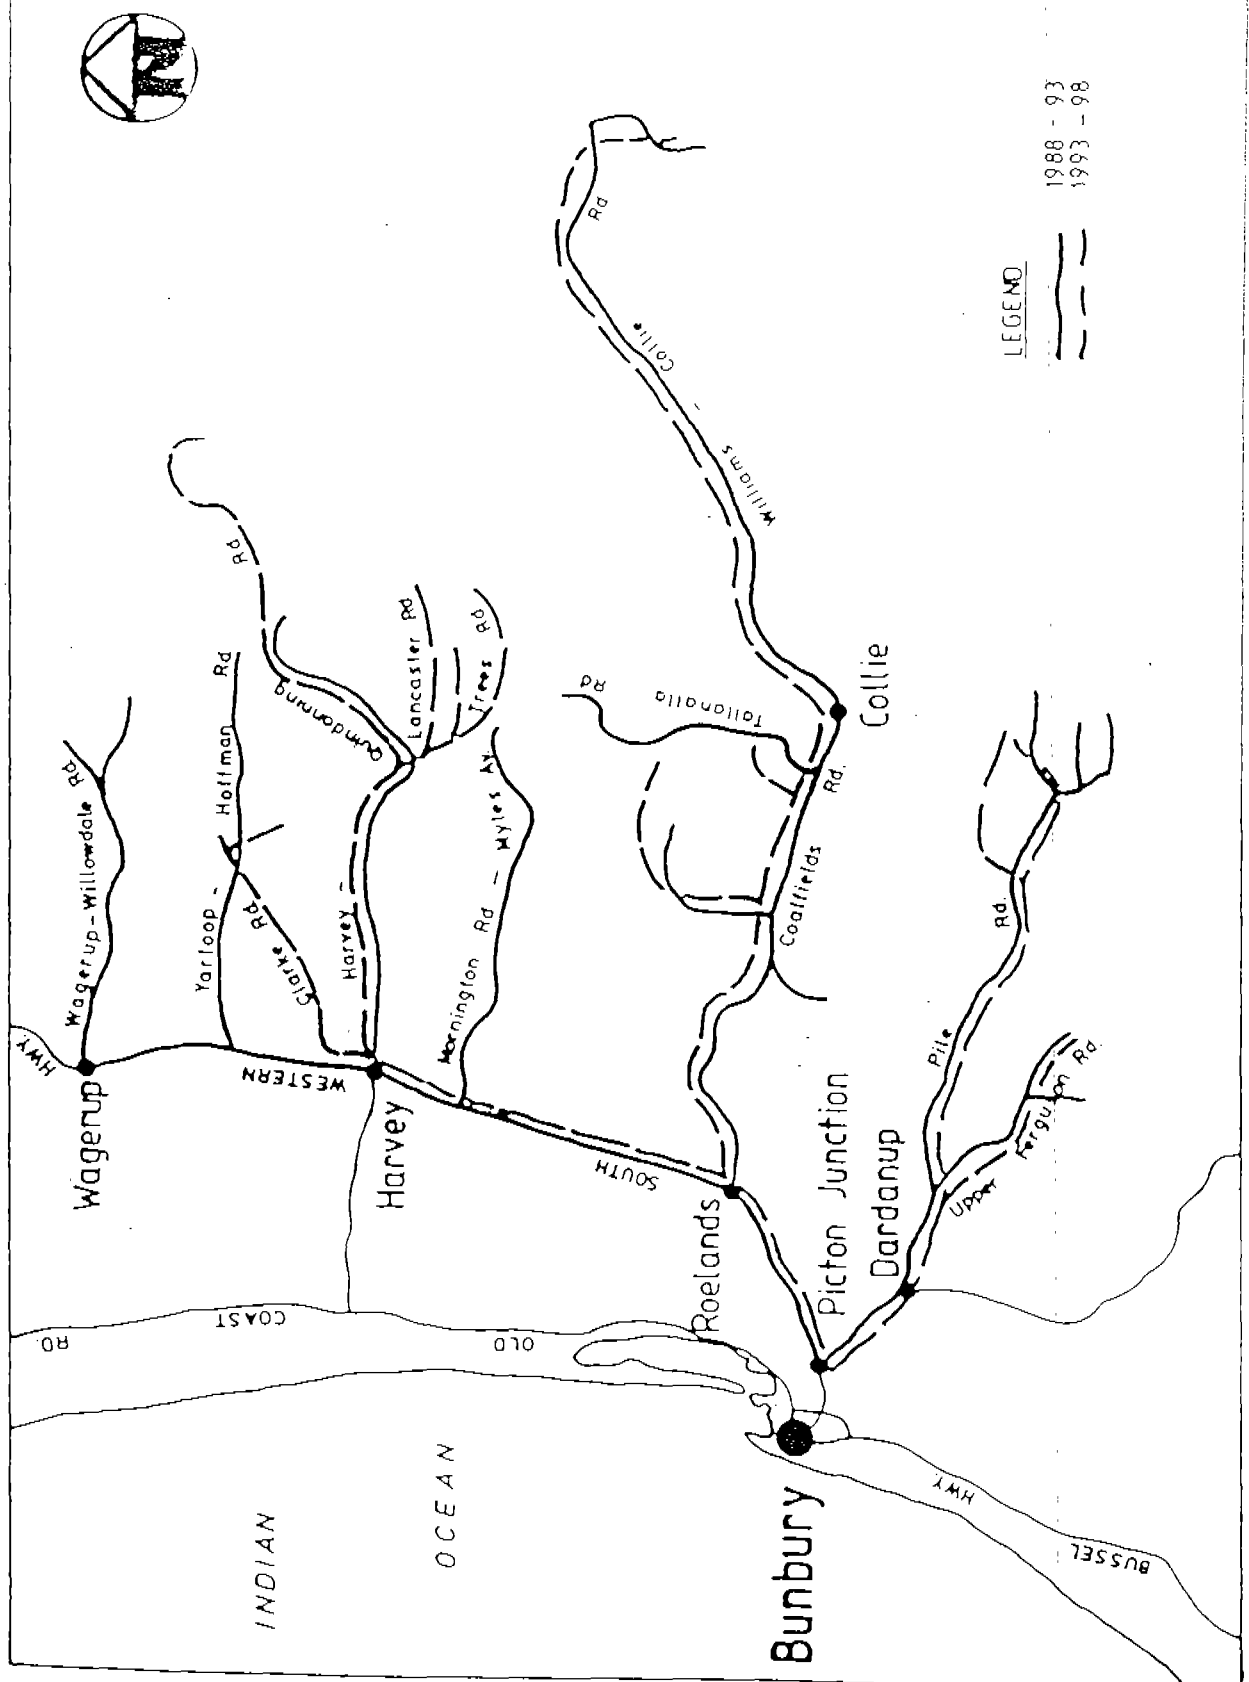 N
HWY
Wagerup
Wagerup-Willowdale Rd
Yarloop - Hoffman Rd
Clarke Rd
Harvey - Quindanning Rd
Lancaster Rd
Trees Rd
Mornington Rd - Myles Av.
SOUTH WESTERN
Harvey
Roelands
Coalfields Rd.
Tallanalla Rd
Collie
Williams - Collie Rd
Picton Junction
Dardanup
Pile Rd.
Upper Ferguson Rd.
OLD COAST RD.
INDIAN
OCEAN
Bunbury
BUSSEL HWY
LEGEND
1988 - 93
1993 - 98